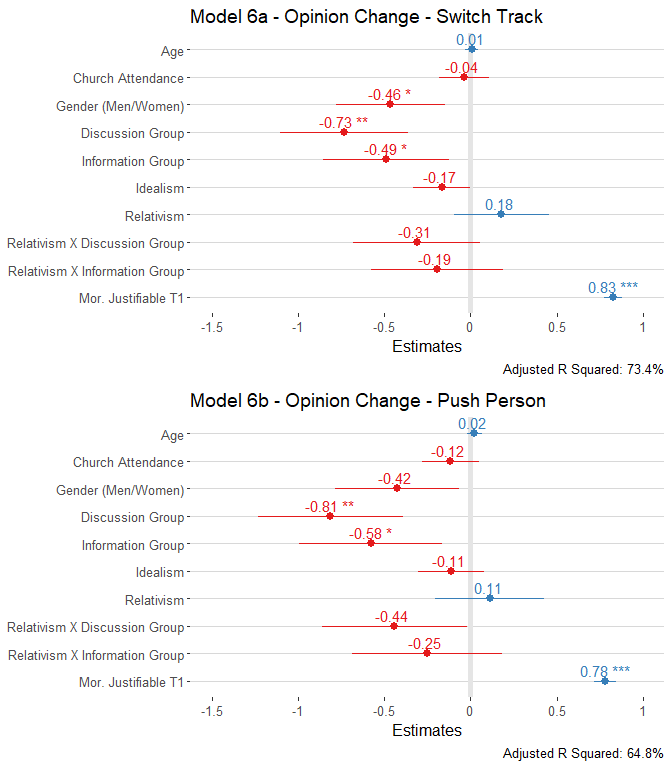 Model 6a - Opinion Change - Switch Track
Age
0.01
Church Attendance
-0.04
Gender (Men/Women)
-0.46 *
Discussion Group
-0.73 **
Information Group
-0.49 *
Idealism
-0.17
Relativism
0.18
Relativism X Discussion Group
-0.31
Relativism X Information Group
-0.19
Mor. Justifiable T1
0.83 ***
-1.5 -1 -0.5 0 0.5 1
Estimates
Adjusted R Squared: 73.4%
Model 6b - Opinion Change - Push Person
Age
0.02
Church Attendance
-0.12
Gender (Men/Women)
-0.42
Discussion Group
-0.81 **
Information Group
-0.58 *
Idealism
-0.11
Relativism
0.11
Relativism X Discussion Group
-0.44
Relativism X Information Group
-0.25
Mor. Justifiable T1
0.78 ***
-1.5 -1 -0.5 0 0.5 1
Estimates
Adjusted R Squared: 64.8%